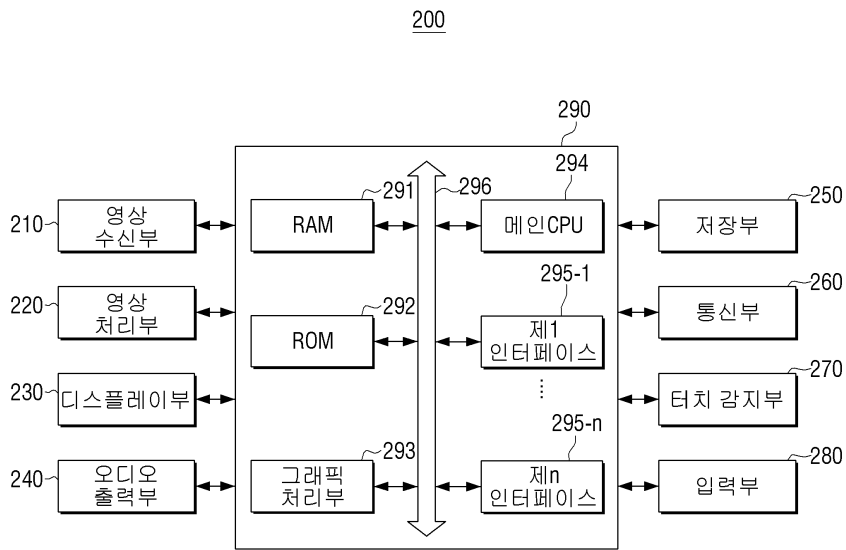 200
290
210
영상
수신부
220
영상
처리부
230
디스플레이부
240
오디오
출력부
291
RAM
292
ROM
293
그래픽
처리부
296
294
메인CPU
295-1
제1
인터페이스
....
295-n
제n
인터페이스
250
저장부
260
통신부
270
터치 감지부
280
입력부